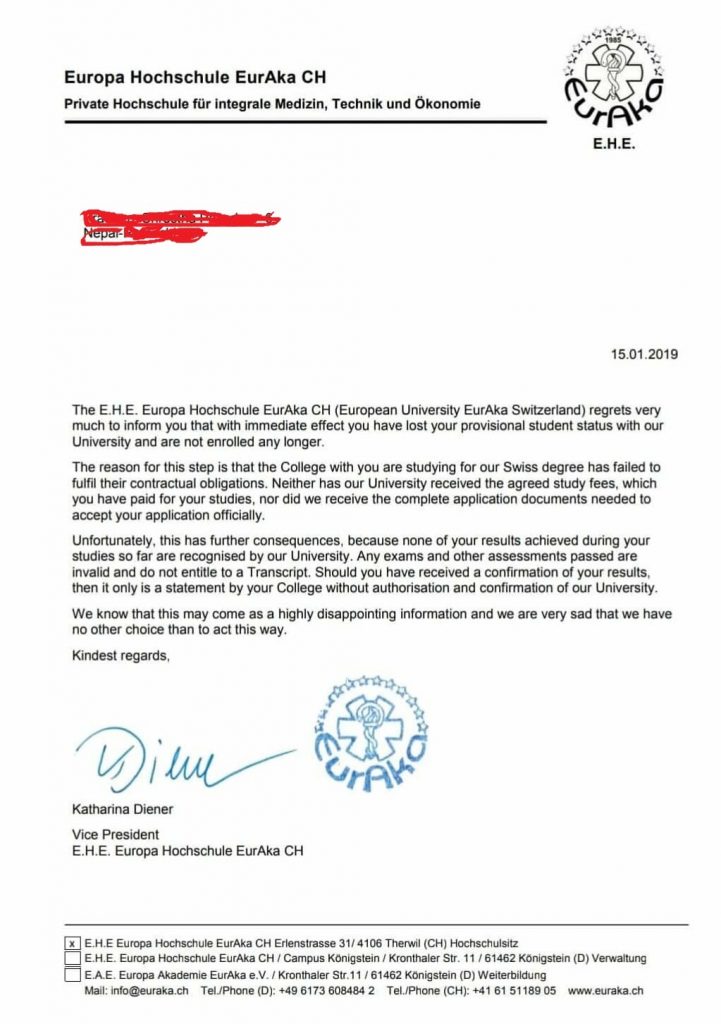 1985
EurAka
Europa Hochschule EurAka CH
Private Hochschule für integrale Medizin, Technik und Ökonomie
E.H.E.
Nepal-
15.01.2019
The E.H.E. Europa Hochschule EurAka CH (European University EurAka Switzerland) regrets very
much to inform you that with immediate effect you have lost your provisional student status with our
University and are not enrolled any longer.
The reason for this step is that the College with you are studying for our Swiss degree has failed to
fulfil their contractual obligations. Neither has our University received the agreed study fees, which
you have paid for your studies, nor did we receive the complete application documents needed to
accept your application officially.
Unfortunately, this has further consequences, because none of your results achieved during your
studies so far are recognised by our University. Any exams and other assessments passed are
invalid and do not entitle to a Transcript. Should you have received a confirmation of your results,
then it only is a statement by your College without authorisation and confirmation of our University.
We know that this may come as a highly disappointing information and we are very sad that we have
no other choice than to act this way.
Kindest regards,
EurAka
Diener
Katharina Diener
Vice President
E.H.E. Europa Hochschule EurAka CH
x E.H.E Europa Hochschule EurAka CH Erlenstrasse 31/ 4106 Therwil (CH) Hochschulsitz
E.H.E. Europa Hochschule EurAka CH / Campus Königstein / Kronthaler Str. 11 / 61462 Königstein (D) Verwaltung
E.A.E. Europa Akademie EurAka e.V. / Kronthaler Str.11 / 61462 Königstein (D) Weiterbildung
Mail: info@euraka.ch Tel./Phone (D): +49 6173 608484 2 Tel./Phone (CH): +41 61 51189 05 www.euraka.ch